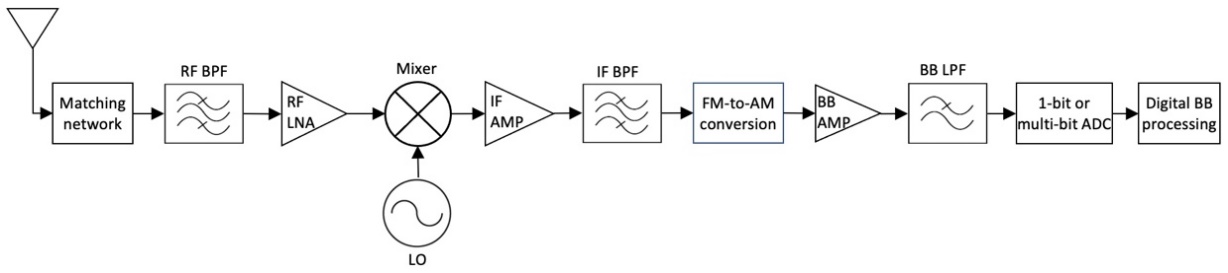 Matching
network
RF BPF
RF
LNA
Mixer
LO
IF
AMP
IF BPF
FM-to-AM
conversion
BB
AMP
BB LPF
1-bit or
multi-bit ADC
Digital BB
processing